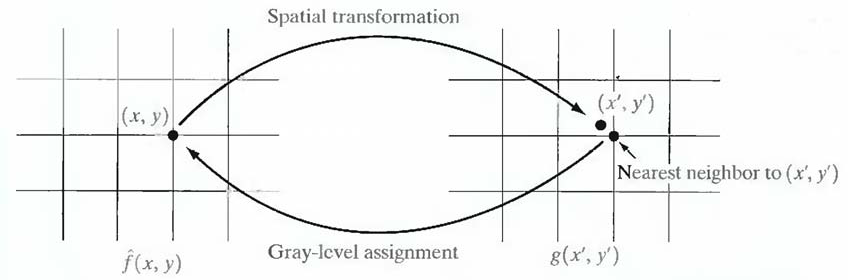 Spatial transformation
(x, y)
(x′, y′)
Nearest neighbor to (x′, y′)
f̂(x, y)
Gray-level assignment
g(x′, y′)